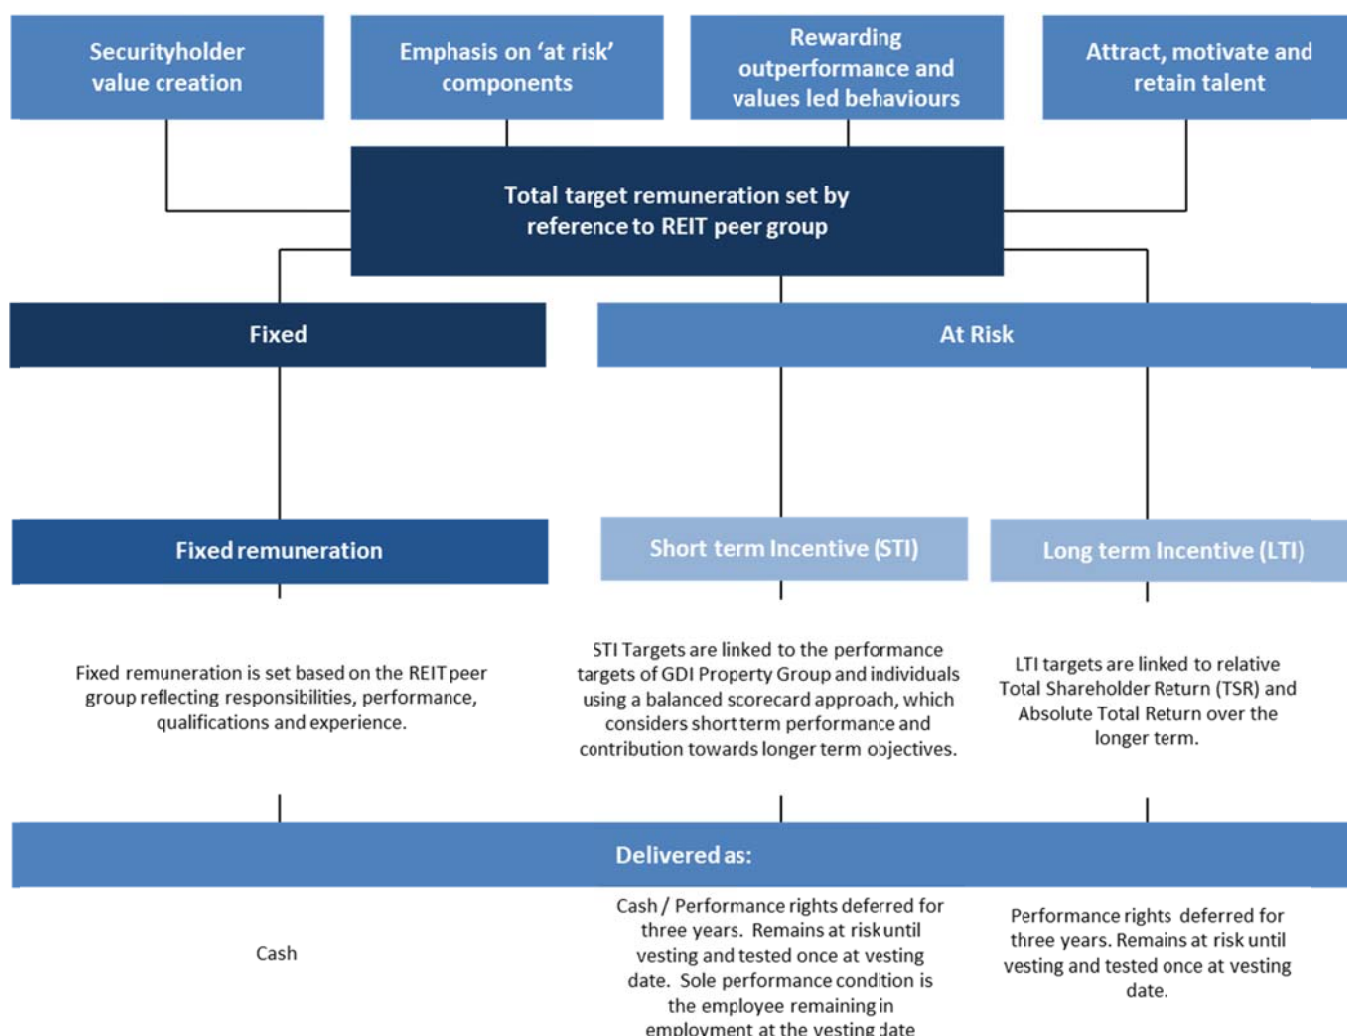 Securityholder
value creation
Emphasis on ‘at risk’
components
Rewarding
outperformance and
values led behaviours
Attract, motivate and
retain talent
Total target remuneration set by
reference to REIT peer group
Fixed
At Risk
Fixed remuneration
Short term Incentive (STI)
Long term Incentive (LTI)
Fixed remuneration is set based on the REIT peer
group reflecting responsibilities, performance,
qualifications and experience.
STI Targets are linked to the performance
targets of GDI Property Group and individuals
using a balanced scorecard approach, which
considers short term performance and
contribution towards longer term objectives.
LTI targets are linked to relative
Total Shareholder Return (TSR) and
Absolute Total Return over the
longer term.
Delivered as:
Cash
Cash / Performance rights deferred for
three years. Remains at risk until
vesting and tested once at vesting
date. Sole performance condition is
the employee remaining in
employment at the vesting date
Performance rights deferred for
three years. Remains at risk until
vesting and tested once at vesting
date.